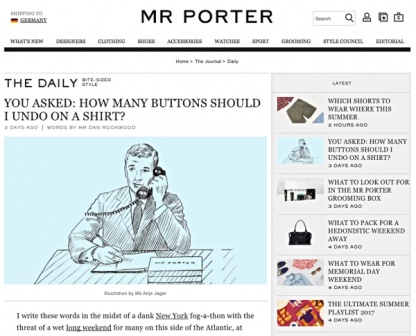 SHIPPING TO
GERMANY
MR PORTER
Search
0
WHAT'S NEW DESIGNERS CLOTHING SHOES ACCESSORIES WATCHES SPORT GROOMING STYLE COUNCIL EDITORIAL
Home > The Journal > Daily
THE DAILY BITE-SIZED STYLE
YOU ASKED: HOW MANY BUTTONS SHOULD
I UNDO ON A SHIRT?
3 DAYS AGO | WORDS BY MR DAN ROOKWOOD
Illustration by Ms Anje Jager
I write these words in the midst of a dank New York fog-a-thon with the
threat of a wet long weekend for many on this side of the Atlantic, at
LATEST
WHICH SHORTS TO
WEAR WHERE THIS
SUMMER
2 HOURS AGO
YOU ASKED: HOW MANY
BUTTONS SHOULD I
UNDO ON A SHIRT?
3 DAYS AGO
WHAT TO LOOK OUT FOR
IN THE MR PORTER
GROOMING BOX
3 DAYS AGO
WHAT TO PACK FOR A
HEDONISTIC WEEKEND
AWAY
4 DAYS AGO
WHAT TO WEAR FOR
MEMORIAL DAY
WEEKEND
4 DAYS AGO
THE ULTIMATE SUMMER
PLAYLIST 2017
4 DAYS AGO